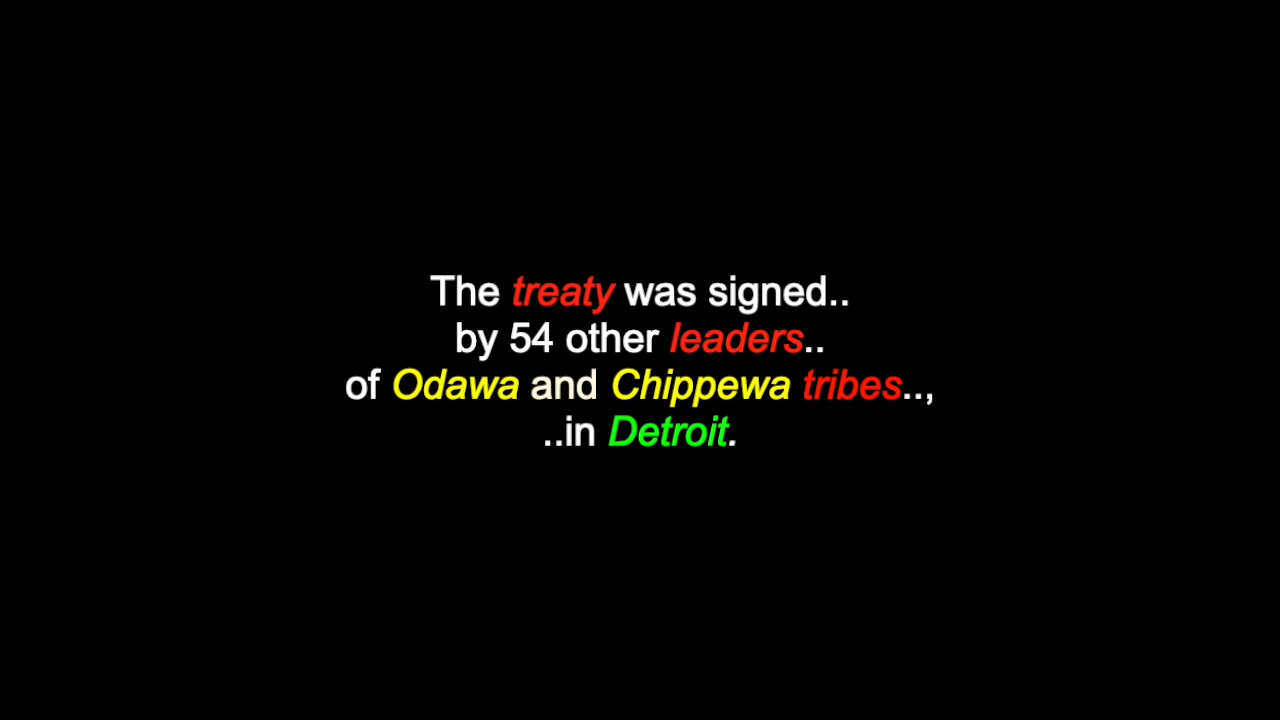 The treaty was signed..
by 54 other leaders..
of Odawa and Chippewa tribes..,
..in Detroit.